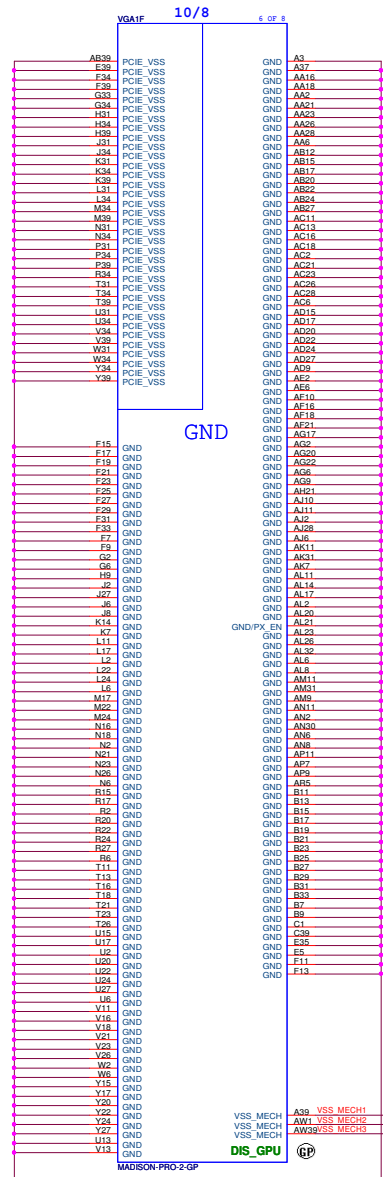 10/8
VGA1F
6 OF 8
AB39 PCIE_VSS
E39 PCIE_VSS
F34 PCIE_VSS
F39 PCIE_VSS
G33 PCIE_VSS
G34 PCIE_VSS
H31 PCIE_VSS
H34 PCIE_VSS
H39 PCIE_VSS
J31 PCIE_VSS
J34 PCIE_VSS
K31 PCIE_VSS
K34 PCIE_VSS
K39 PCIE_VSS
L31 PCIE_VSS
L34 PCIE_VSS
M34 PCIE_VSS
M39 PCIE_VSS
N31 PCIE_VSS
N34 PCIE_VSS
P31 PCIE_VSS
P34 PCIE_VSS
P39 PCIE_VSS
R34 PCIE_VSS
T31 PCIE_VSS
T34 PCIE_VSS
T39 PCIE_VSS
U31 PCIE_VSS
U34 PCIE_VSS
V34 PCIE_VSS
V39 PCIE_VSS
W31 PCIE_VSS
W34 PCIE_VSS
Y34 PCIE_VSS
Y39 PCIE_VSS
GND
F15 GND
F17 GND
F19 GND
F21 GND
F23 GND
F25 GND
F27 GND
F29 GND
F31 GND
F33 GND
F7 GND
F9 GND
G2 GND
G6 GND
H9 GND
J2 GND
J27 GND
J6 GND
J8 GND
K14 GND
K7 GND
L11 GND
L17 GND
L2 GND
L22 GND
L24 GND
L6 GND
M17 GND
M22 GND
M24 GND
N16 GND
N18 GND
N2 GND
N21 GND
N23 GND
N26 GND
N6 GND
R15 GND
R17 GND
R2 GND
R20 GND
R22 GND
R24 GND
R27 GND
R6 GND
T11 GND
T13 GND
T16 GND
T18 GND
T21 GND
T23 GND
T26 GND
U15 GND
U17 GND
U2 GND
U20 GND
U22 GND
U24 GND
U27 GND
U6 GND
V11 GND
V16 GND
V18 GND
V21 GND
V23 GND
V26 GND
W2 GND
W6 GND
Y15 GND
Y17 GND
Y20 GND
Y22 GND
Y24 GND
Y27 GND
U13 GND
V13 GND
GND A3
GND A37
GND AA16
GND AA18
GND AA2
GND AA21
GND AA23
GND AA26
GND AA28
GND AA6
GND AB12
GND AB15
GND AB17
GND AB20
GND AB22
GND AB24
GND AB27
GND AC11
GND AC13
GND AC16
GND AC18
GND AC2
GND AC21
GND AC23
GND AC26
GND AC28
GND AC6
GND AD15
GND AD17
GND AD20
GND AD22
GND AD24
GND AD27
GND AD9
GND AE2
GND AE6
GND AF10
GND AF16
GND AF18
GND AF21
GND AG17
GND AG2
GND AG20
GND AG22
GND AG6
GND AG9
GND AH21
GND AJ10
GND AJ11
GND AJ2
GND AJ28
GND AJ6
GND AK11
GND AK31
GND AK7
GND AL11
GND AL14
GND AL17
GND AL2
GND AL20
GND/PX_EN AL21
GND AL23
GND AL26
GND AL32
GND AL6
GND AL8
GND AM11
GND AM31
GND AM9
GND AN11
GND AN2
GND AN30
GND AN6
GND AN8
GND AP11
GND AP7
GND AP9
GND AR5
GND B11
GND B13
GND B15
GND B17
GND B19
GND B21
GND B23
GND B25
GND B27
GND B29
GND B31
GND B33
GND B7
GND B9
GND C1
GND C39
GND E35
GND E5
GND F11
GND F13
VSS_MECH A39 VSS_MECH1
VSS_MECH AW1 VSS_MECH2
VSS_MECH AW39 VSS_MECH3
DIS_GPU GP
MADISON-PRO-2-GP